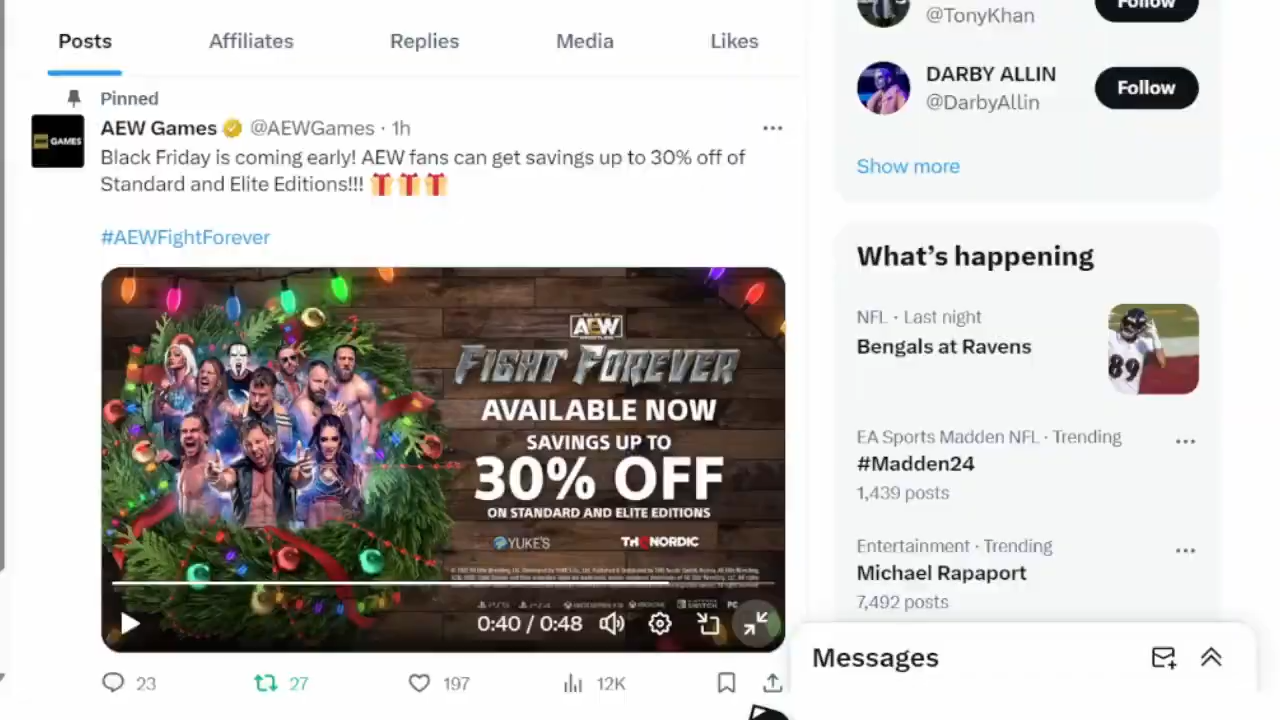 Posts
Affiliates
Replies
Media
Likes
Pinned
GAMES
AEW Games @AEWGames · 1h
Black Friday is coming early! AEW fans can get savings up to 30% off of
Standard and Elite Editions!!!
#AEWFightForever
AEW
FIGHT FOREVER
AVAILABLE NOW
SAVINGS UP TO
30% OFF
ON STANDARD AND ELITE EDITIONS
YUKE'S
THQNORDIC
0:40 / 0:48
23
27
197
12K
@TonyKhan
Follow
DARBY ALLIN
@DarbyAllin
Follow
Show more
What's happening
NFL · Last night
Bengals at Ravens
89
EA Sports Madden NFL · Trending
#Madden24
1,439 posts
Entertainment · Trending
Michael Rapaport
7,492 posts
Messages